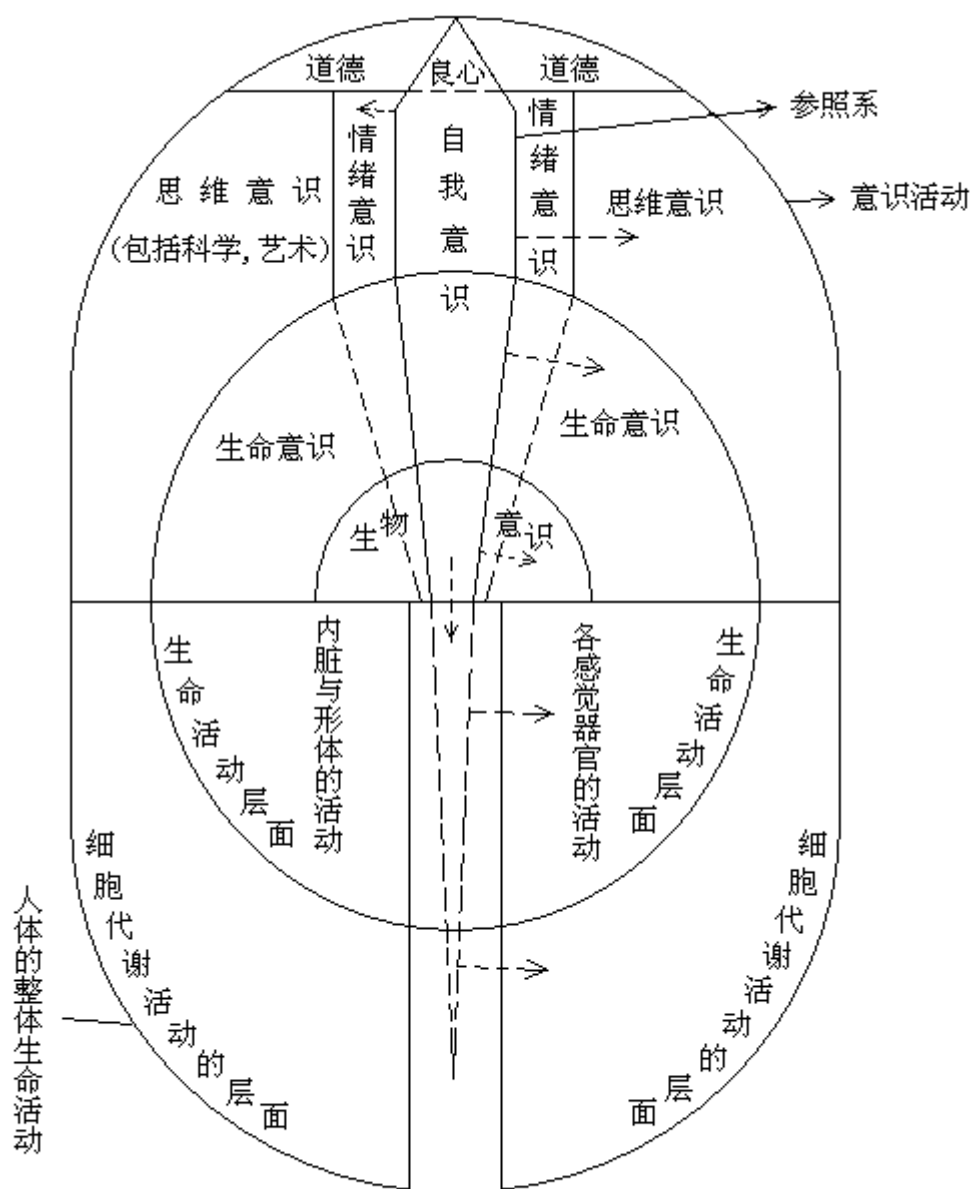 道德
良心
道德
参照系
情绪意识
自我意识
情绪意识
思维意识
(包括科学,艺术)
思维意识
意识活动
生命意识
生命意识
生物
意识
生命活动层面
内脏与形体的活动
各感觉器官的活动
生命活动层面
细胞代谢活动的层面
细胞代谢活动的层面
人体的整体生命活动